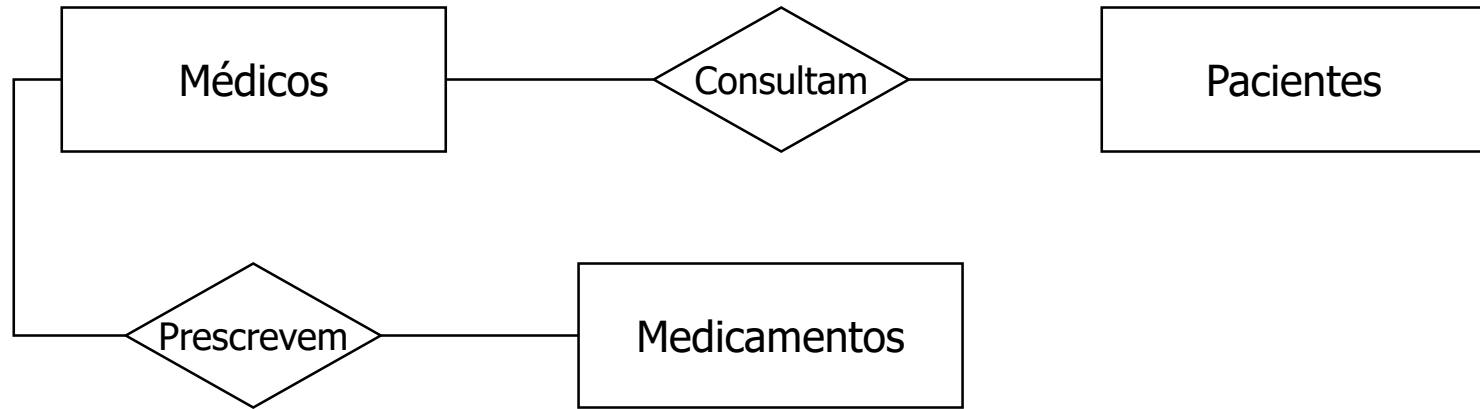 Médicos
Consultam
Pacientes
Prescrevem
Medicamentos